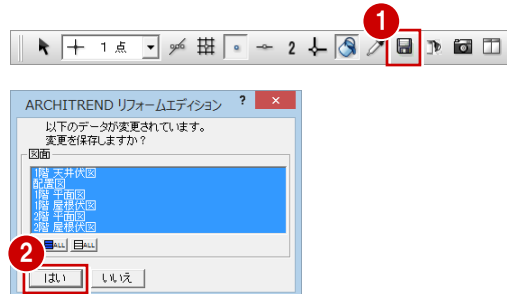 1
1 点
2
ARCHITREND リフォームエディション ? ×
以下のデータが変更されています。
変更を保存しますか？
図面
1階 天井伏図
配置図
1階 平面図
1階 屋根伏図
2階 平面図
2階 屋根伏図
2
ALL ALL
はい いいえ